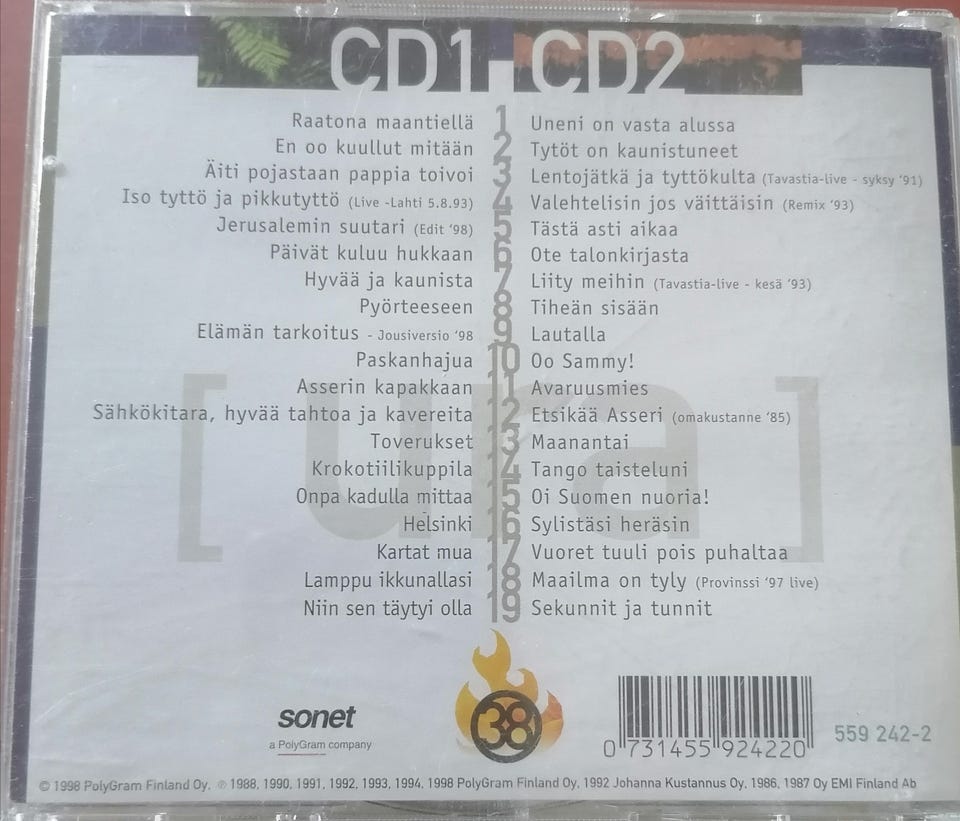 CD1 CD2
Raatona maantiellä 1 Uneni on vasta alussa
En oo kuullut mitään 2 Tytöt on kaunistuneet
Äiti pojastaan pappia toivoi 3 Lentojätkä ja tyttökulta (Tavastia-live - syksy '91)
Iso tyttö ja pikkutyttö (Live -Lahti 5.8.93) 4 Valehtelisin jos väittäisin (Remix '93)
Jerusalemin suutari (Edit '98) 5 Tästä asti aikaa
Päivät kuluu hukkaan 6 Ote talonkirjasta
Hyvää ja kaunista 7 Liity meihin (Tavastia-live - kesä '93)
Pyörteeseen 8 Tiheän sisään
Elämän tarkoitus - Jousiversio '98 9 Lautalla
Paskanhajua 10 Oo Sammy!
Asserin kapakkaan 11 Avaruusmies
Sähkökitara, hyvää tahtoa ja kavereita 12 Etsikää Asseri (omakustanne '85)
Toverukset 13 Maanantai
Krokotiilikuppila 14 Tango taisteluni
Onpa kadulla mittaa 15 Oi Suomen nuoria!
Helsinki 16 Sylistäsi heräsin
Kartat mua 17 Vuoret tuuli pois puhaltaa
Lamppu ikkunallasi 18 Maailma on tyly (Provinssi '97 live)
Niin sen täytyi olla 19 Sekunnit ja tunnit
[ura]
sonet
a PolyGram company
38
0 731455 924220
559 242-2
© 1998 PolyGram Finland Oy. ℗ 1988, 1990, 1991, 1992, 1993, 1994, 1998 PolyGram Finland Oy, 1992 Johanna Kustannus Oy, 1986, 1987 Oy EMI Finland Ab